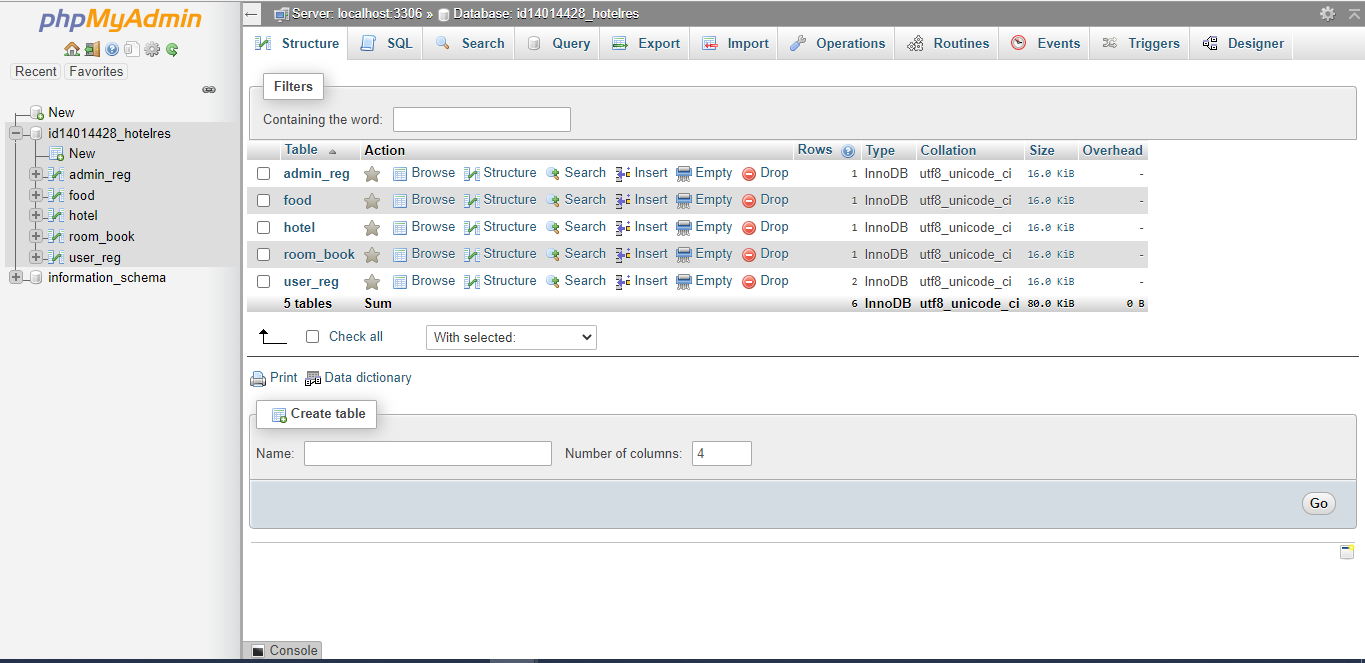 phpMyAdmin
Recent Favorites
New
id14014428_hotelres
New
admin_reg
food
hotel
room_book
user_reg
information_schema
Server: localhost:3306 » Database: id14014428_hotelres
Structure SQL Search Query Export Import Operations Routines Events Triggers Designer
Filters
Containing the word:
Table Action Rows Type Collation Size Overhead
admin_reg Browse Structure Search Insert Empty Drop 1 InnoDB utf8_unicode_ci 16.0 KiB -
food Browse Structure Search Insert Empty Drop 1 InnoDB utf8_unicode_ci 16.0 KiB -
hotel Browse Structure Search Insert Empty Drop 1 InnoDB utf8_unicode_ci 16.0 KiB -
room_book Browse Structure Search Insert Empty Drop 1 InnoDB utf8_unicode_ci 16.0 KiB -
user_reg Browse Structure Search Insert Empty Drop 2 InnoDB utf8_unicode_ci 16.0 KiB -
5 tables Sum 6 InnoDB utf8_unicode_ci 80.0 KiB 0 B
Check all With selected:
Print Data dictionary
Create table
Name: Number of columns: 4
Go
Console